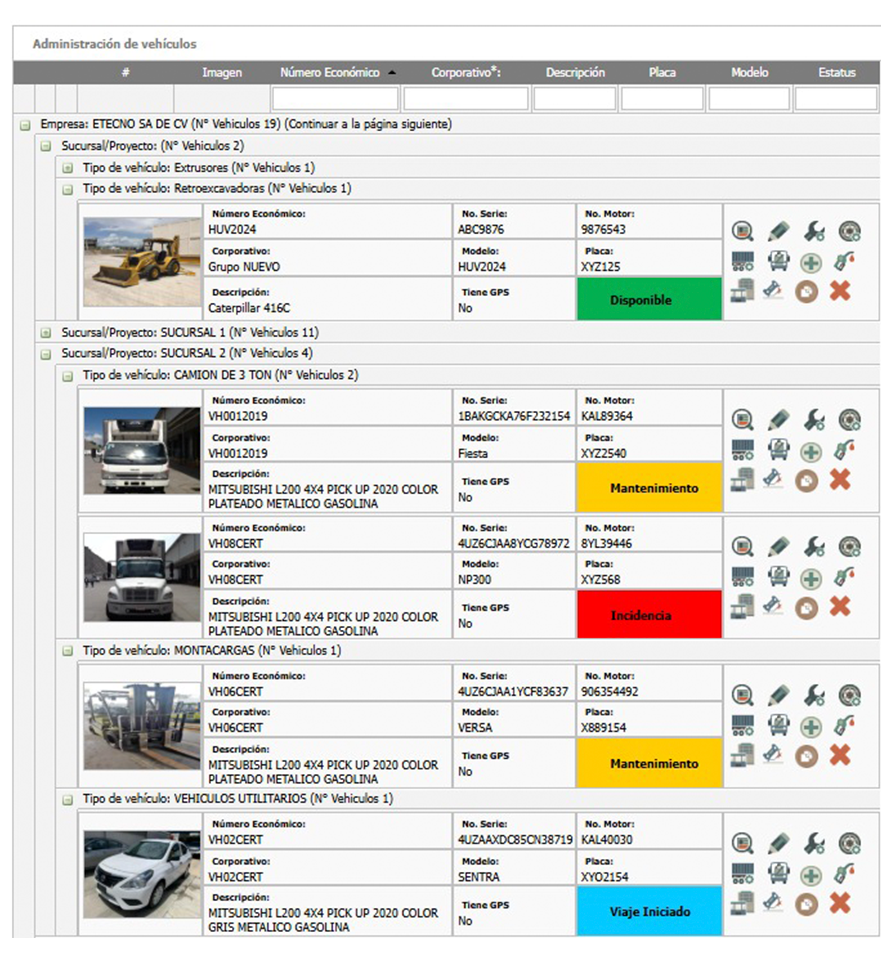 Administración de vehículos
# Imagen Número Económico Corporativo*: Descripción Placa Modelo Estatus
Empresa: ETECNO SA DE CV (N° Vehiculos 19) (Continuar a la página siguiente)
Sucursal/Proyecto: (N° Vehiculos 2)
Tipo de vehículo: Extrusores (N° Vehiculos 1)
Tipo de vehículo: Retroexcavadoras (N° Vehiculos 1)
Número Económico: No. Serie: No. Motor:
HUV2024 ABC9876 9876543
Corporativo: Modelo: Placa:
Grupo NUEVO HUV2024 XYZ125
Descripción: Tiene GPS
Caterpillar 416C No
Disponible
Sucursal/Proyecto: SUCURSAL 1 (N° Vehiculos 11)
Sucursal/Proyecto: SUCURSAL 2 (N° Vehiculos 4)
Tipo de vehículo: CAMION DE 3 TON (N° Vehiculos 2)
Número Económico: No. Serie: No. Motor:
VH0012019 1BAKGCKA76F232154 KAL89364
Corporativo: Modelo: Placa:
VH0012019 Fiesta XYZ2540
Descripción: Tiene GPS
MITSUBISHI L200 4X4 PICK UP 2020 COLOR No
PLATEADO METALICO GASOLINA
Mantenimiento
Número Económico: No. Serie: No. Motor:
VH08CERT 4UZ6CJAA8YCG78972 8YL39446
Corporativo: Modelo: Placa:
VH08CERT NP300 XYZ568
Descripción: Tiene GPS
MITSUBISHI L200 4X4 PICK UP 2020 COLOR No
PLATEADO METALICO GASOLINA
Incidencia
Tipo de vehículo: MONTACARGAS (N° Vehiculos 1)
Número Económico: No. Serie: No. Motor:
VH06CERT 4UZ6CJAA1YCF83637 906354492
Corporativo: Modelo: Placa:
VH06CERT VERSA X889154
Descripción: Tiene GPS
MITSUBISHI L200 4X4 PICK UP 2020 COLOR No
PLATEADO METALICO GASOLINA
Mantenimiento
Tipo de vehículo: VEHICULOS UTILITARIOS (N° Vehiculos 1)
Número Económico: No. Serie: No. Motor:
VH02CERT 4UZAAXDC85CN38719 KAL40030
Corporativo: Modelo: Placa:
VH02CERT SENTRA XYO2154
Descripción: Tiene GPS
MITSUBISHI L200 4X4 PICK UP 2020 COLOR No
GRIS METALICO GASOLINA
Viaje Iniciado